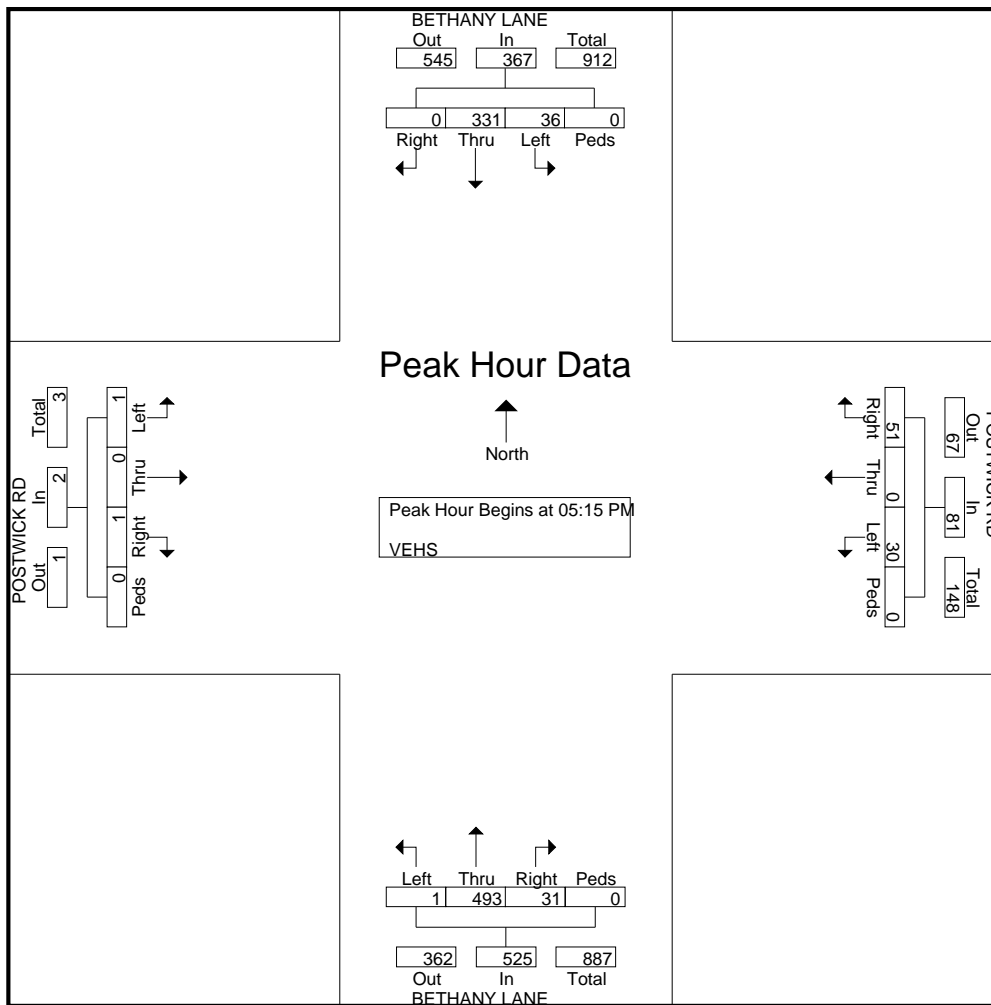 BETHANY LANE
Out In Total
545 367 912
0 331 36 0
Right Thru Left Peds
Peak Hour Data
North
Peak Hour Begins at 05:15 PM
VEHS
POSTWICK RD
Out In Total
1 2 3
Left Thru Right Peds
1 0 1 0
Right Thru Left Peds
51 0 30 0
Out In Total
67 81 148
POSTWICK RD
Left Thru Right Peds
1 493 31 0
362 525 887
Out In Total
BETHANY LANE